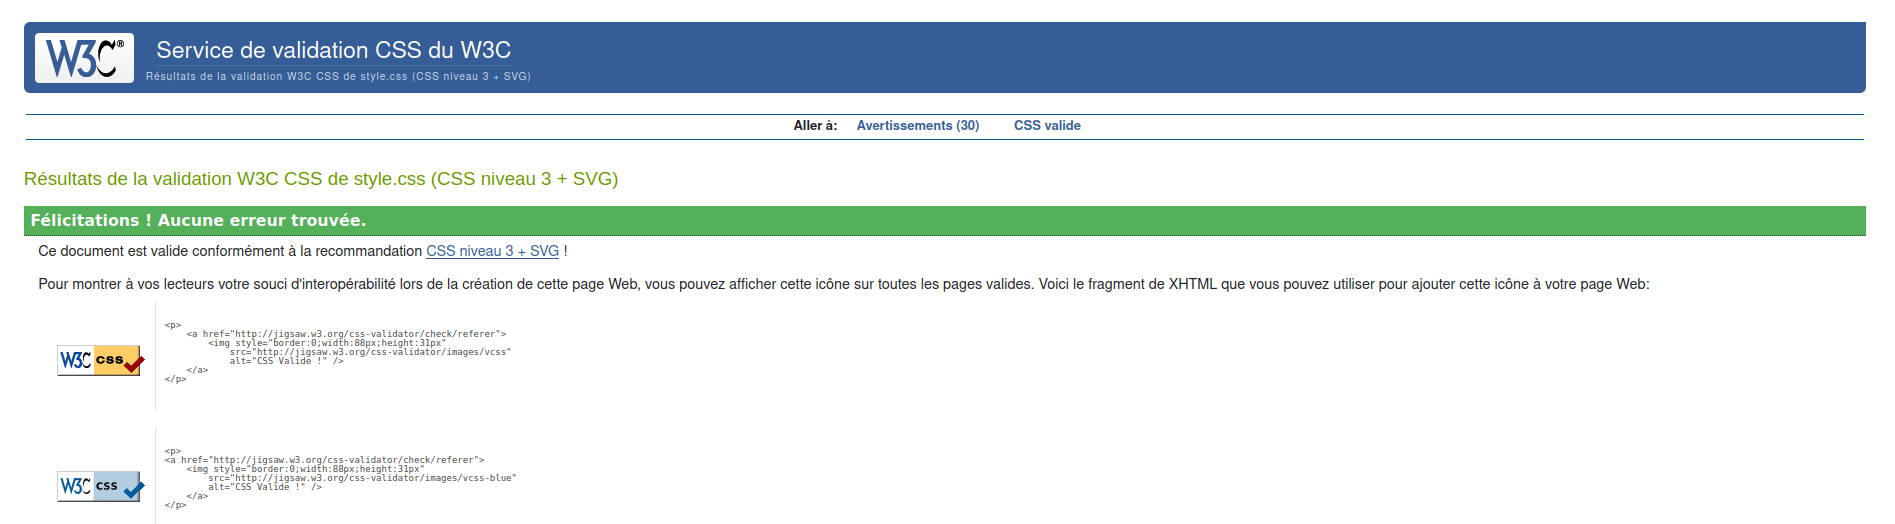 W3C®
Service de validation CSS du W3C
Résultats de la validation W3C CSS de style.css (CSS niveau 3 + SVG)
Aller à: Avertissements (30) CSS valide
Résultats de la validation W3C CSS de style.css (CSS niveau 3 + SVG)
Félicitations ! Aucune erreur trouvée.
Ce document est valide conformément à la recommandation CSS niveau 3 + SVG !
Pour montrer à vos lecteurs votre souci d'interopérabilité lors de la création de cette page Web, vous pouvez afficher cette icône sur toutes les pages valides. Voici le fragment de XHTML que vous pouvez utiliser pour ajouter cette icône à votre page Web:
W3C css
<p>
<a href="http://jigsaw.w3.org/css-validator/check/referer">
<img style="border:0;width:88px;height:31px"
src="http://jigsaw.w3.org/css-validator/images/vcss"
alt="CSS Valide !" />
</a>
</p>
W3C css
<p>
<a href="http://jigsaw.w3.org/css-validator/check/referer">
<img style="border:0;width:88px;height:31px"
src="http://jigsaw.w3.org/css-validator/images/vcss-blue"
alt="CSS Valide !" />
</a>
</p>